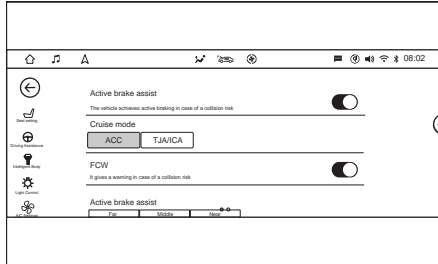 08:02
Active brake assist
The vehicle achieves active braking in case of a collision risk
Seat setting
Cruise mode
ACC TJA/ICA
Driving Assistance
FCW
Intelligent Body
It gives a warning in case of a collision risk
Light Control
Active brake assist
Far Middle Near
A/C Settings